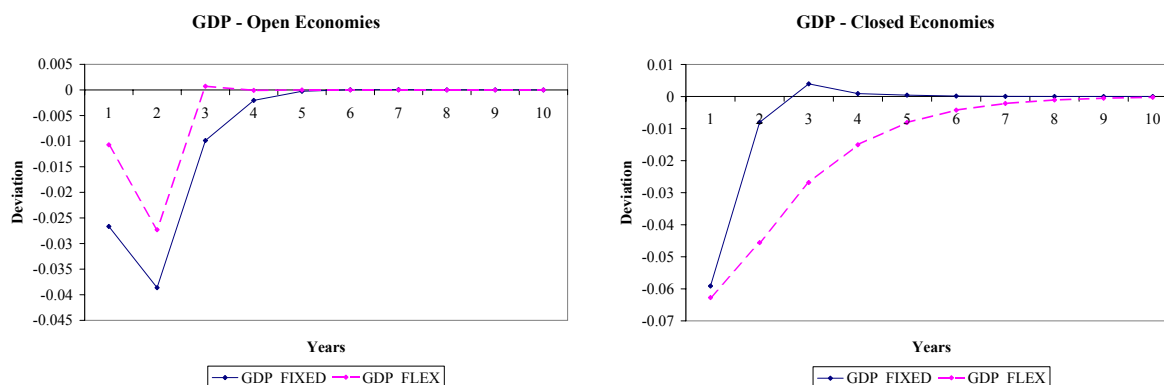 GDP - Open Economies
0.005
0
-0.005
-0.01
-0.015
-0.02
-0.025
-0.03
-0.035
-0.04
-0.045
1 2 3 4 5 6 7 8 9 10
Deviation
Years
GDP_FIXED GDP_FLEX
GDP - Closed Economies
0.01
0
-0.01
-0.02
-0.03
-0.04
-0.05
-0.06
-0.07
1 2 3 4 5 6 7 8 9 10
Deviation
Years
GDP_FIXED GDP_FLEX